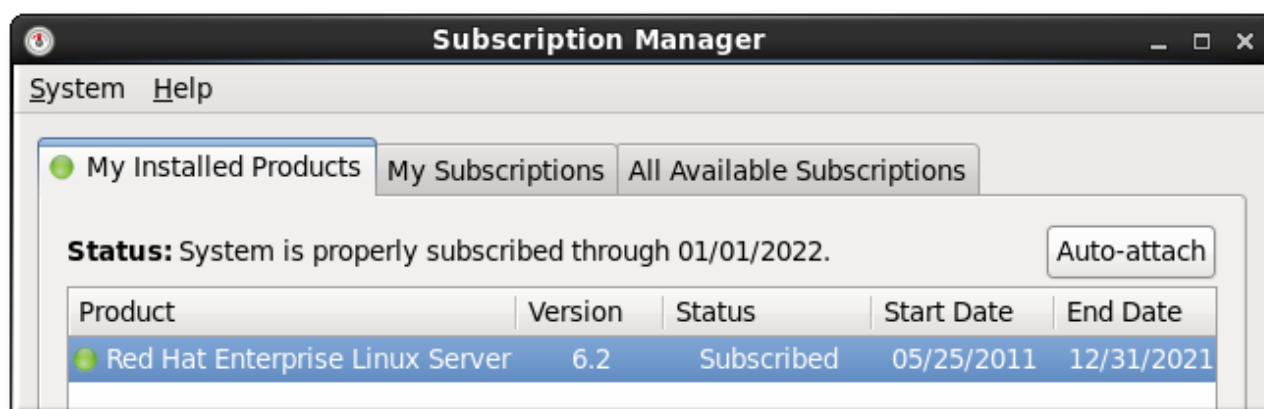 Subscription Manager
System Help
My Installed Products My Subscriptions All Available Subscriptions
Status: System is properly subscribed through 01/01/2022. Auto-attach
Product Version Status Start Date End Date
Red Hat Enterprise Linux Server 6.2 Subscribed 05/25/2011 12/31/2021